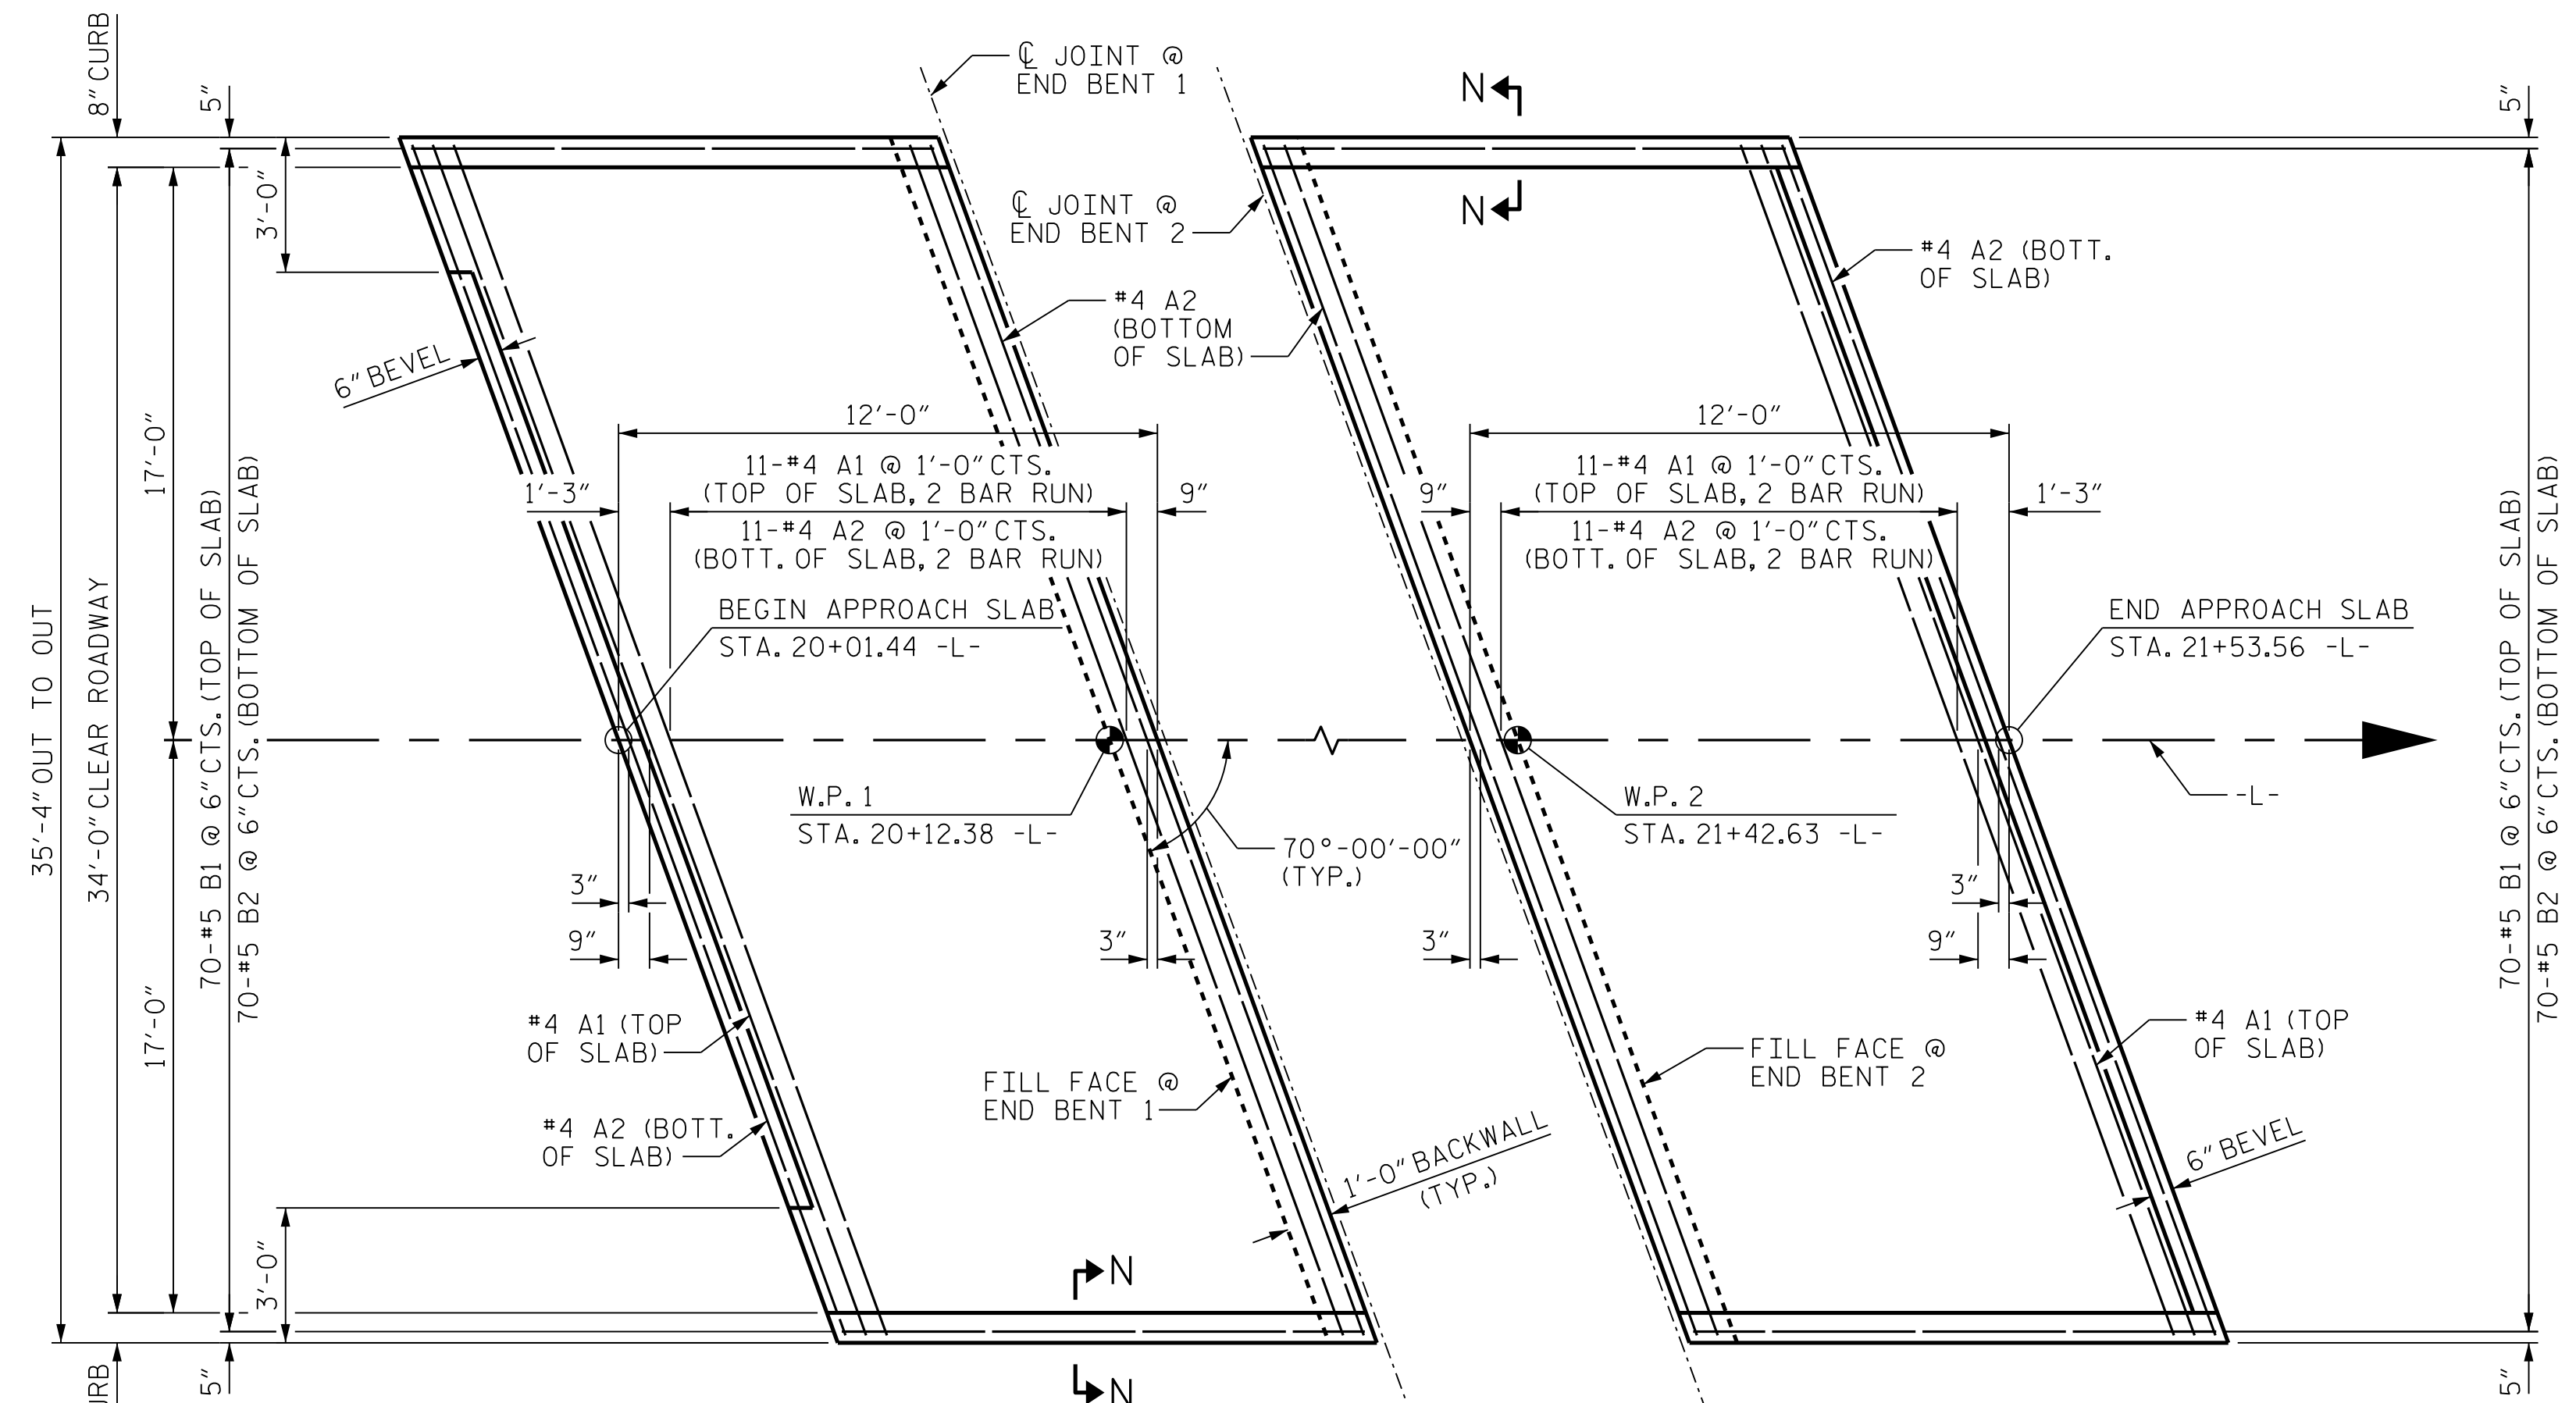 8" CURB
5"
3'-0"
17'-0"
17'-0"
35'-4" OUT TO OUT
34'-0" CLEAR ROADWAY
70-#5 B1 @ 6" CTS. (TOP OF SLAB)
70-#5 B2 @ 6" CTS. (BOTTOM OF SLAB)
3'-0"
5"
URB
℄ JOINT @
END BENT 1
℄ JOINT @
END BENT 2
N
N
#4 A2
(BOTTOM
OF SLAB)
#4 A2 (BOTT.
OF SLAB)
6" BEVEL
12'-0"
11-#4 A1 @ 1'-0" CTS.
(TOP OF SLAB, 2 BAR RUN)
1'-3"
9"
11-#4 A2 @ 1'-0" CTS.
(BOTT. OF SLAB, 2 BAR RUN)
12'-0"
11-#4 A1 @ 1'-0" CTS.
(TOP OF SLAB, 2 BAR RUN)
9"
1'-3"
11-#4 A2 @ 1'-0" CTS.
(BOTT. OF SLAB, 2 BAR RUN)
BEGIN APPROACH SLAB
STA. 20+01.44 -L-
END APPROACH SLAB
STA. 21+53.56 -L-
W.P. 1
STA. 20+12.38 -L-
W.P. 2
STA. 21+42.63 -L-
-L-
70°-00'-00"
(TYP.)
3"
9"
3"
3"
3"
9"
#4 A1 (TOP
OF SLAB)
#4 A2 (BOTT.
OF SLAB)
FILL FACE @
END BENT 1
FILL FACE @
END BENT 2
#4 A1 (TOP
OF SLAB)
1'-0" BACKWALL
(TYP.)
6" BEVEL
N
N
5"
70-#5 B1 @ 6" CTS. (TOP OF SLAB)
70-#5 B2 @ 6" CTS. (BOTTOM OF SLAB)
5"